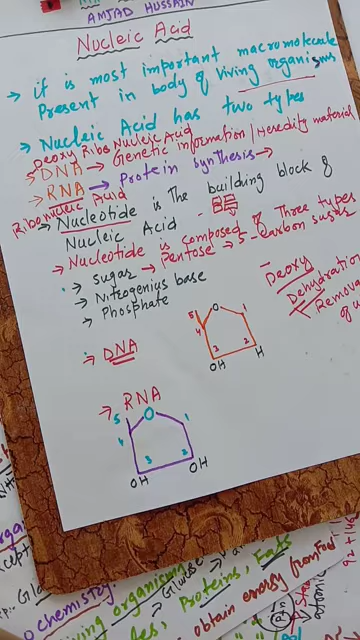 AMJAD HUSSAIN
Nucleic Acid
→ it is most important macromolecule
Present in body of living organisms
→ Nucleic Acid has two types
Deoxy Ribo Nucleic Acid
→ DNA → Genetic information / Heredity material
→ RNA → Protein Synthesis →
Ribonucleic Acid
→ Nucleotide is the building block of
Nucleic Acid
→ Nucleotide is composed of Three types
→ sugar → Pentose → 5-Carbon sugar
→ Nitrogenius base
→ Phosphate
Deoxy
Dehydration
Removal
→ DNA
5 O 1
4
3 2
OH H
→ RNA
5 O 1
4
3 2
OH OH
chemistry
living organism
Proteins, Fats
obtain energy from Food